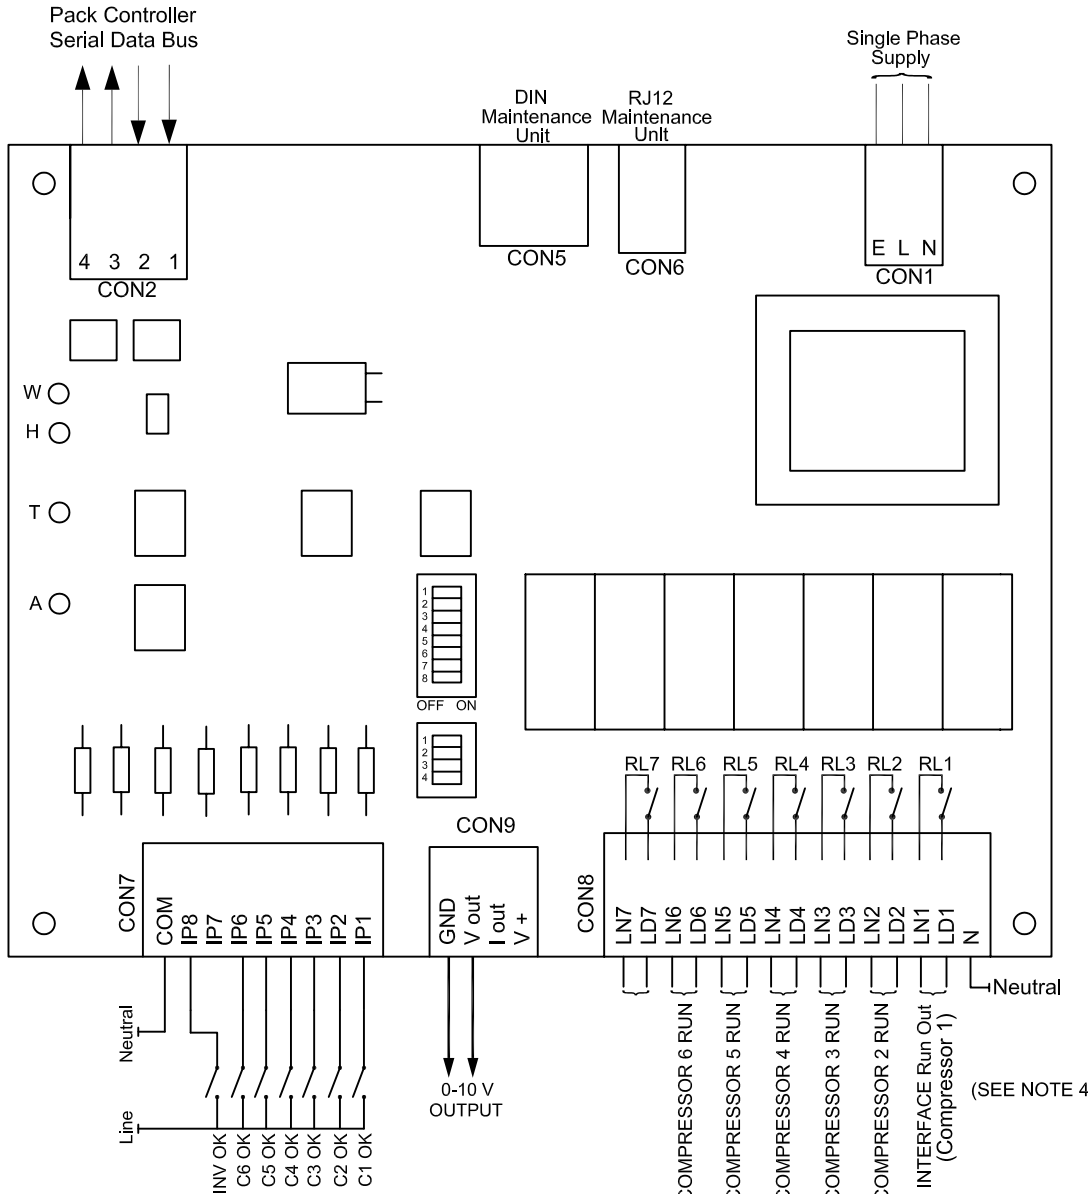 Pack Controller
Serial Data Bus
Single Phase
Supply
DIN
Maintenance
Unit
RJ12
Maintenance
Unit
4 3 2 1
CON2
CON5
CON6
E L N
CON1
W
H
T
A
1
2
3
4
5
6
7
8
OFF ON
1
2
3
4
RL7 RL6 RL5 RL4 RL3 RL2 RL1
CON7
COM
IP8
IP7
IP6
IP5
IP4
IP3
IP2
IP1
CON9
GND
V out
I out
V +
CON8
LN7
LD7
LN6
LD6
LN5
LD5
LN4
LD4
LN3
LD3
LN2
LD2
LN1
LD1
N
Neutral
Neutral
Line
INV OK
C6 OK
C5 OK
C4 OK
C3 OK
C2 OK
C1 OK
0-10 V
OUTPUT
COMPRESSOR 6 RUN
COMPRESSOR 5 RUN
COMPRESSOR 4 RUN
COMPRESSOR 3 RUN
COMPRESSOR 2 RUN
INTERFACE Run Out
(Compressor 1)
(SEE NOTE 4